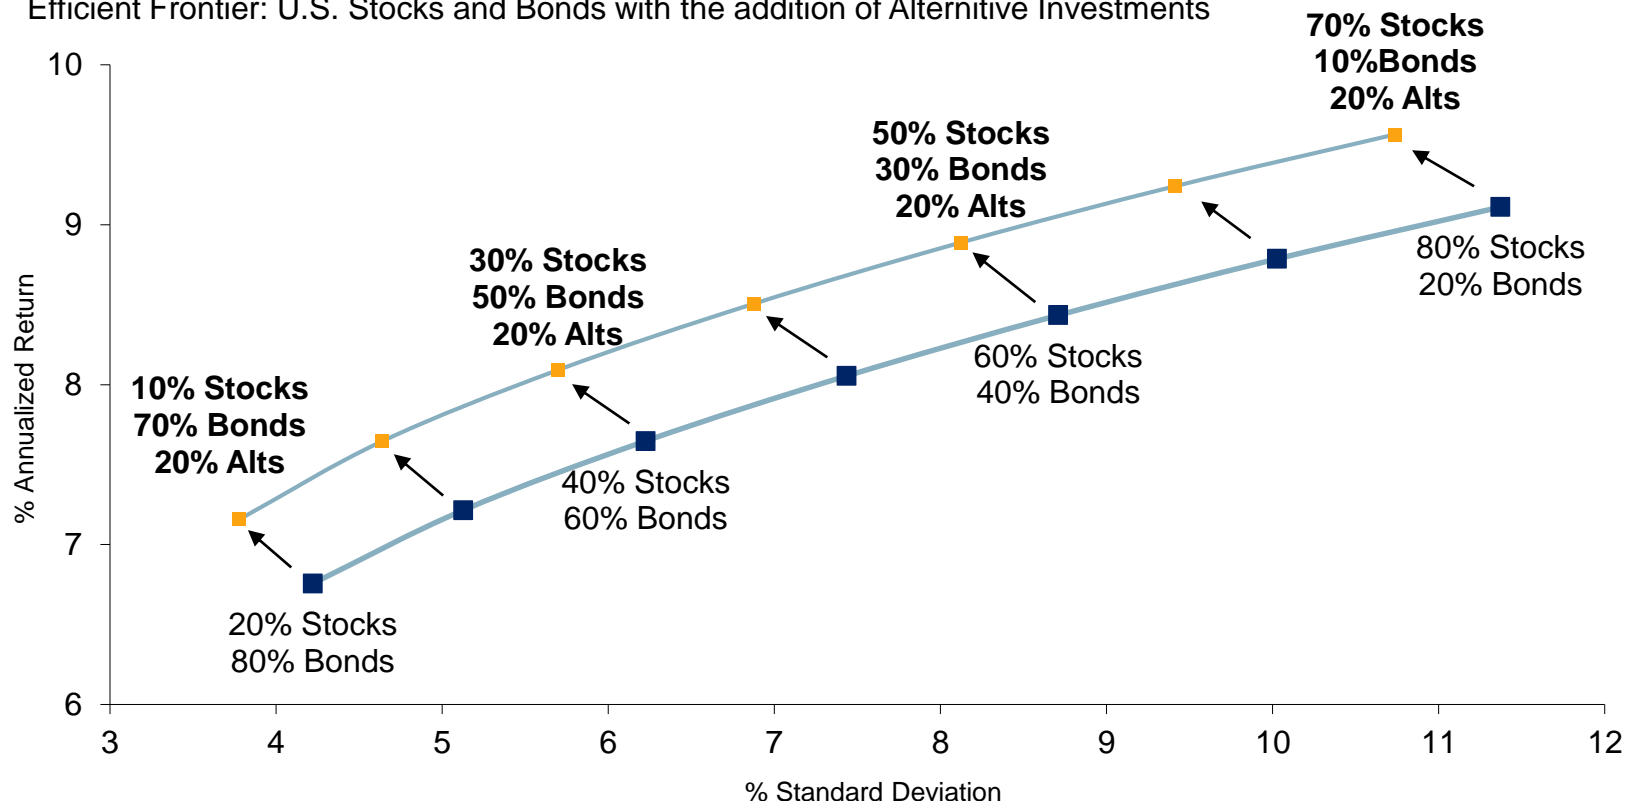 Efficient Frontier: U.S. Stocks and Bonds with the addition of Alternitive Investments
70% Stocks
10%Bonds
20% Alts
50% Stocks
30% Bonds
20% Alts
30% Stocks
50% Bonds
20% Alts
10% Stocks
70% Bonds
20% Alts
80% Stocks
20% Bonds
60% Stocks
40% Bonds
40% Stocks
60% Bonds
20% Stocks
80% Bonds
% Annualized Return
10
9
8
7
6
3 4 5 6 7 8 9 10 11 12
% Standard Deviation